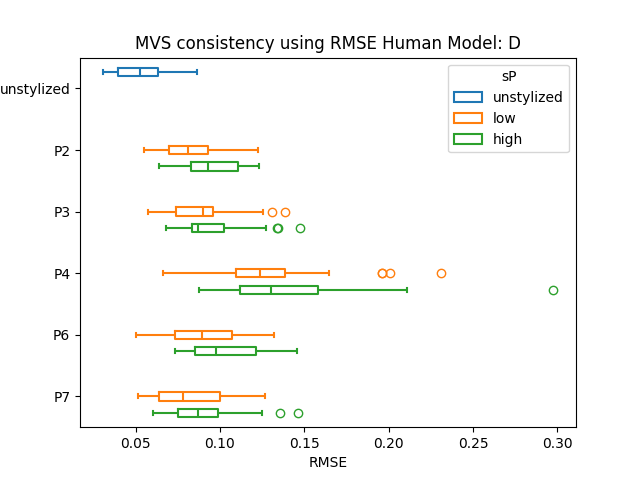 MVS consistency using RMSE Human Model: D
sP
unstylized
low
high
unstylized
P2
P3
P4
P6
P7
0.05 0.10 0.15 0.20 0.25 0.30
RMSE